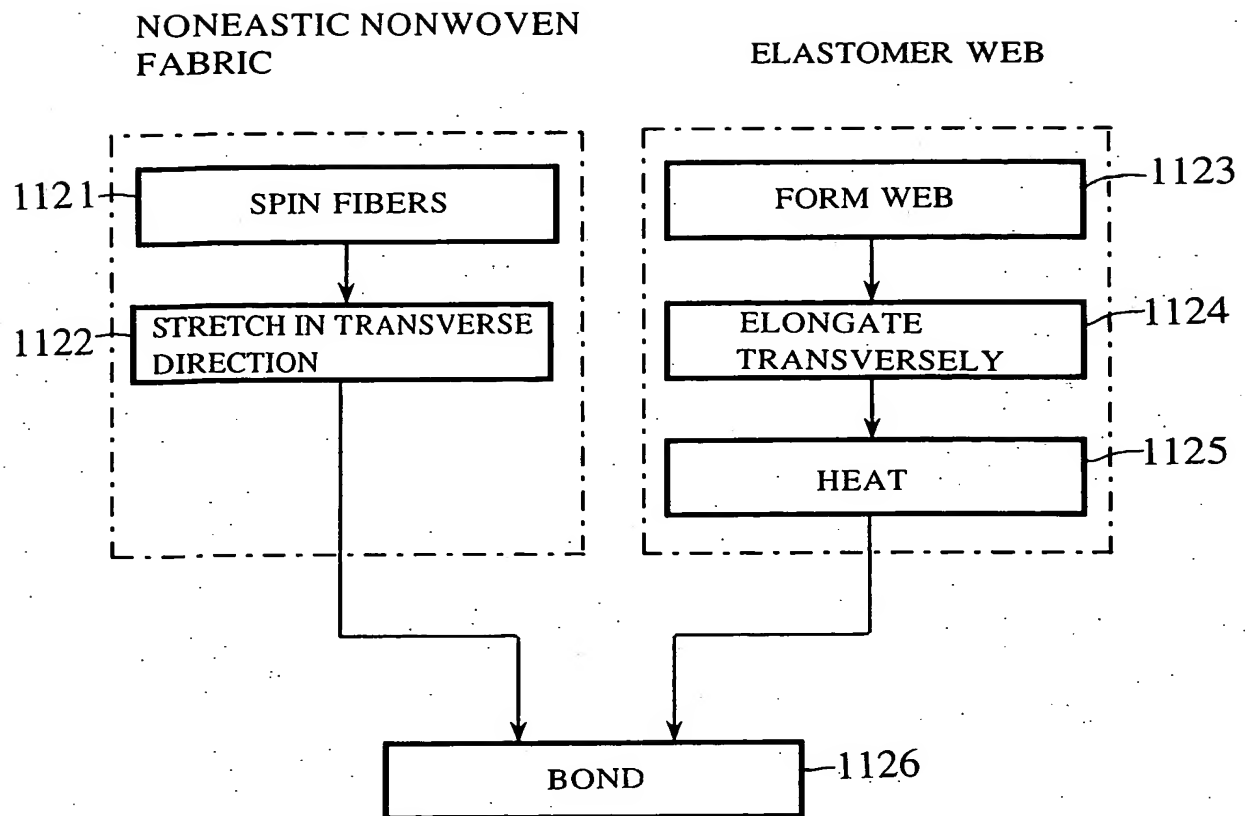 NONEASTIC NONWOVEN
FABRIC
ELASTOMER WEB
1121
SPIN FIBERS
FORM WEB
1123
1122
STRETCH IN TRANSVERSE
DIRECTION
ELONGATE
TRANSVERSELY
1124
HEAT
1125
BOND
1126